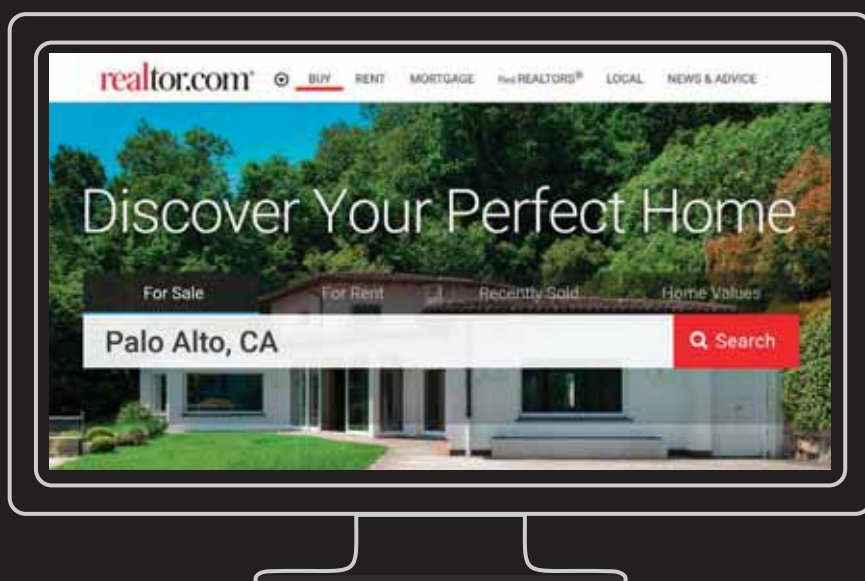 realtor.com® BUY RENT MORTGAGE Find REALTORS® LOCAL NEWS & ADVICE
Discover Your Perfect Home
For Sale For Rent Recently Sold Home Values
Palo Alto, CA Search